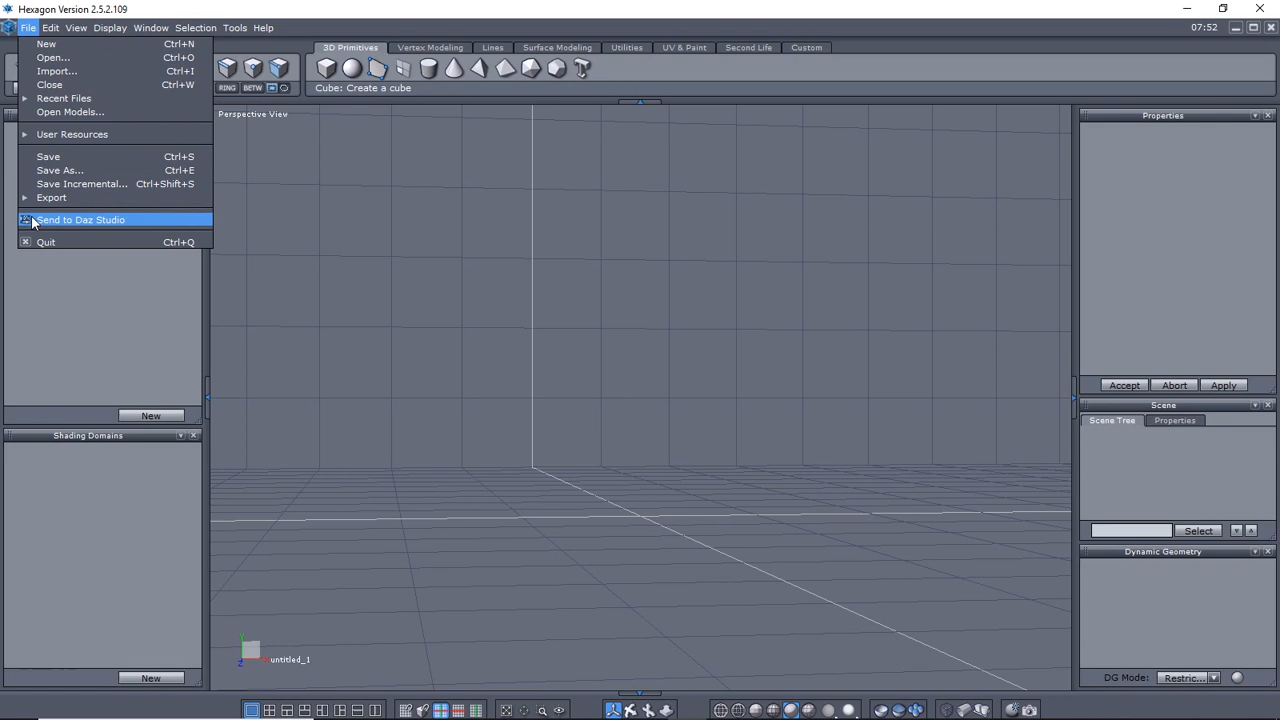 Hexagon Version 2.5.2.109
File Edit View Display Window Selection Tools Help 07:52
New Ctrl+N
Open... Ctrl+O
Import... Ctrl+I
Close Ctrl+W
Recent Files
Open Models...
User Resources
Save Ctrl+S
Save As... Ctrl+E
Save Incremental... Ctrl+Shift+S
Export
Send to Daz Studio
Quit Ctrl+Q
3D Primitives Vertex Modeling Lines Surface Modeling Utilities UV & Paint Second Life Custom
RING BETW
Cube: Create a cube
Perspective View
Properties
Accept Abort Apply
Scene
Scene Tree Properties
Select
Dynamic Geometry
DG Mode: Restric...
New
Shading Domains
New
Y
Z
untitled_1